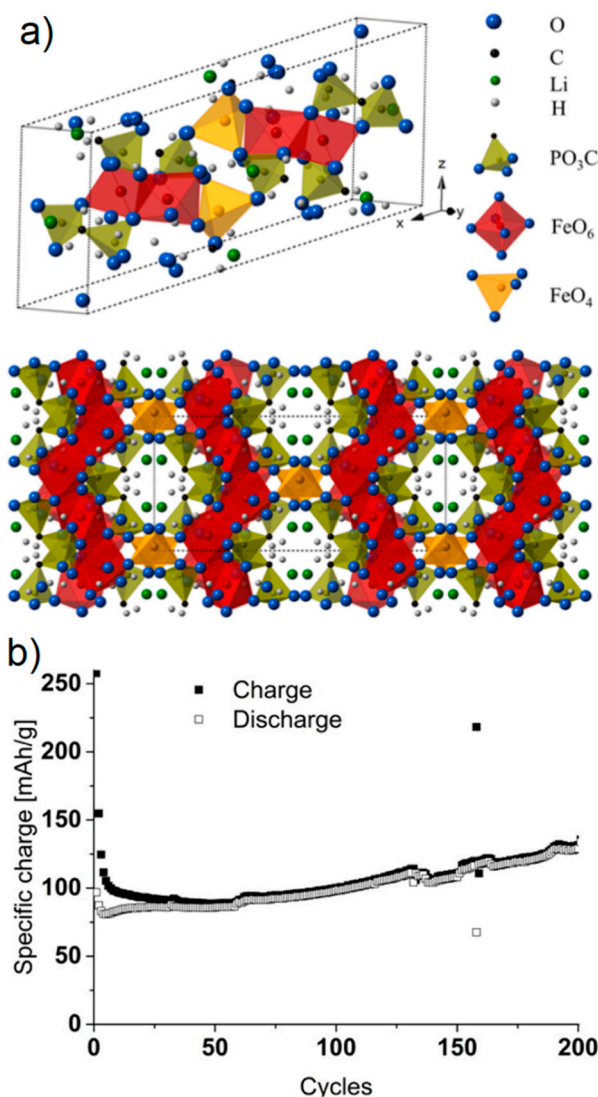 a)
O
C
Li
H
PO₃C
FeO₆
FeO₄
z
y
x
b)
Charge
Discharge
Specific charge [mAh/g]
250
200
150
100
50
0
0 50 100 150 200
Cycles